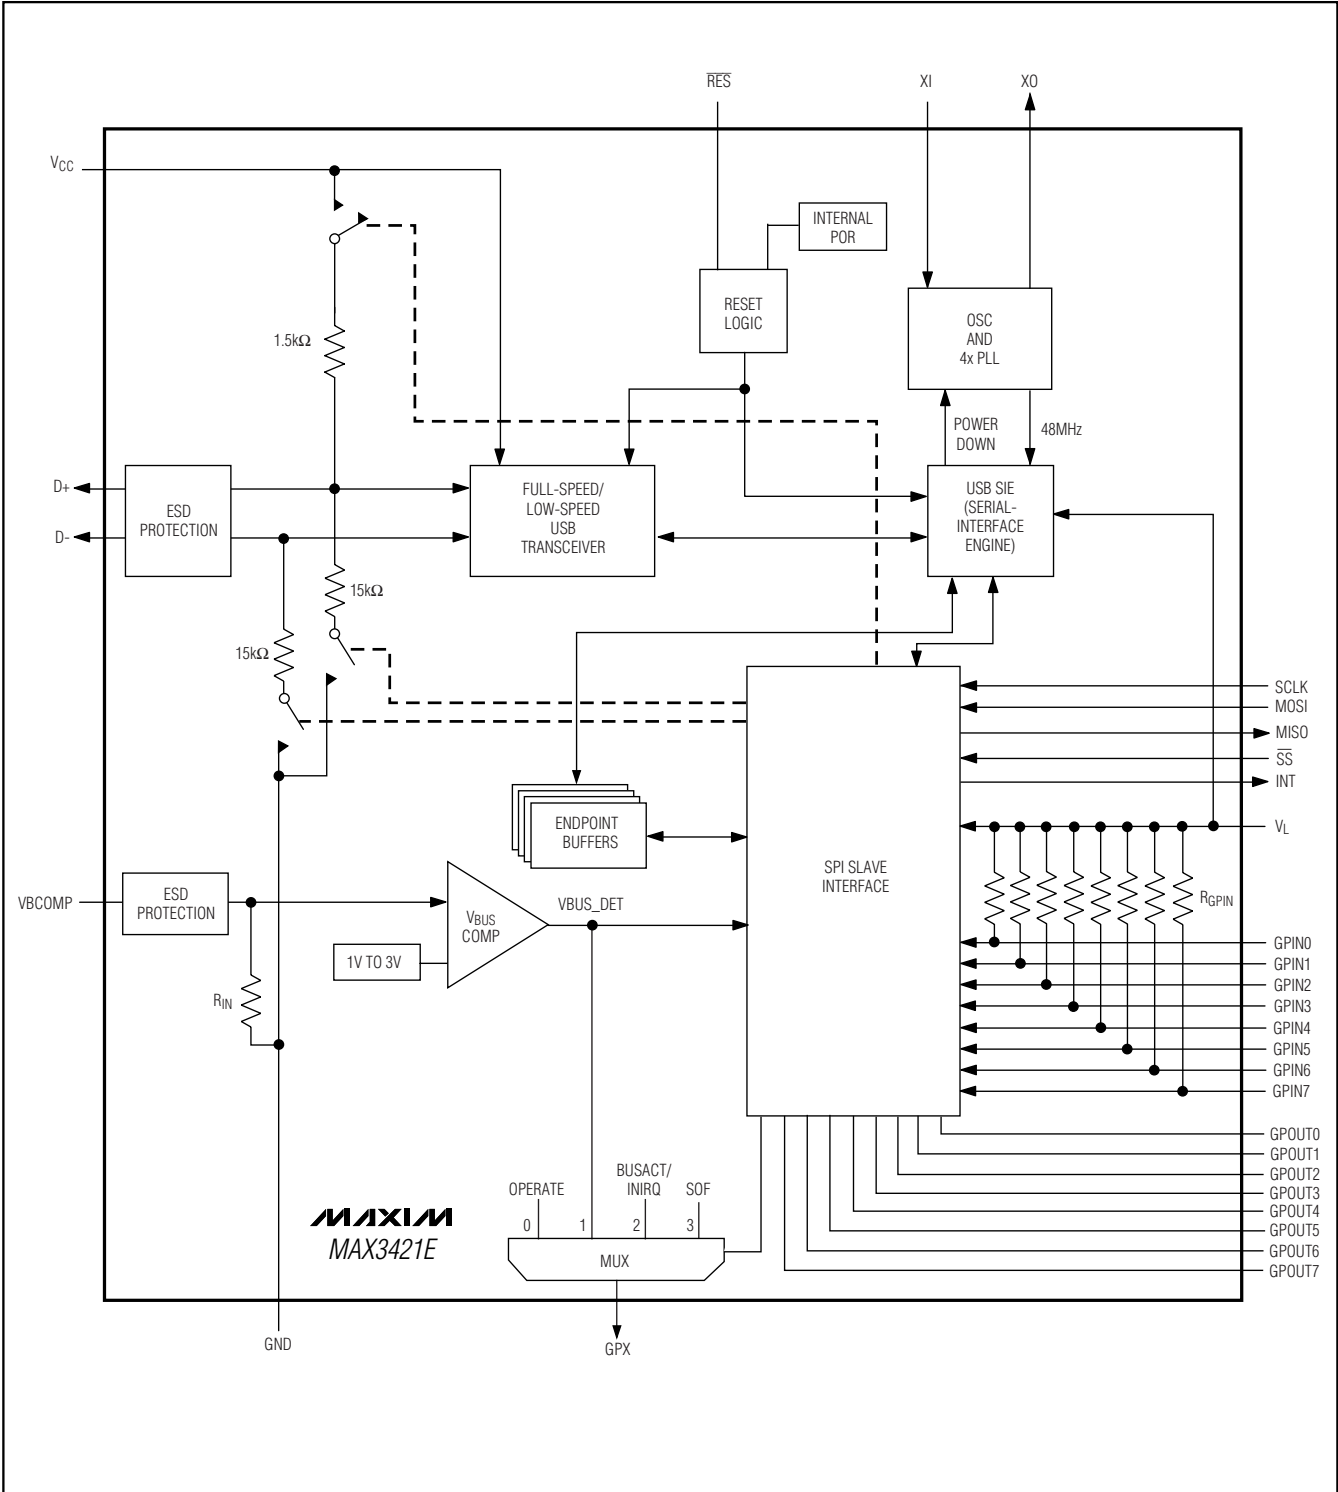 RES
XI
XO
VCC
INTERNAL
POR
RESET
LOGIC
OSC
AND
4x PLL
1.5kΩ
POWER
DOWN
48MHz
D+
D-
ESD
PROTECTION
FULL-SPEED/
LOW-SPEED
USB
TRANSCEIVER
USB SIE
(SERIAL-
INTERFACE
ENGINE)
15kΩ
15kΩ
SCLK
MOSI
MISO
SS
INT
VL
ENDPOINT
BUFFERS
SPI SLAVE
INTERFACE
RGPIN
VBCOMP
ESD
PROTECTION
VBUS
COMP
VBUS_DET
1V TO 3V
RIN
GPIN0
GPIN1
GPIN2
GPIN3
GPIN4
GPIN5
GPIN6
GPIN7
GPOUT0
GPOUT1
GPOUT2
GPOUT3
GPOUT4
GPOUT5
GPOUT6
GPOUT7
OPERATE
BUSACT/
INIRQ
SOF
0
1
2
3
MUX
MAXIM
MAX3421E
GND
GPX